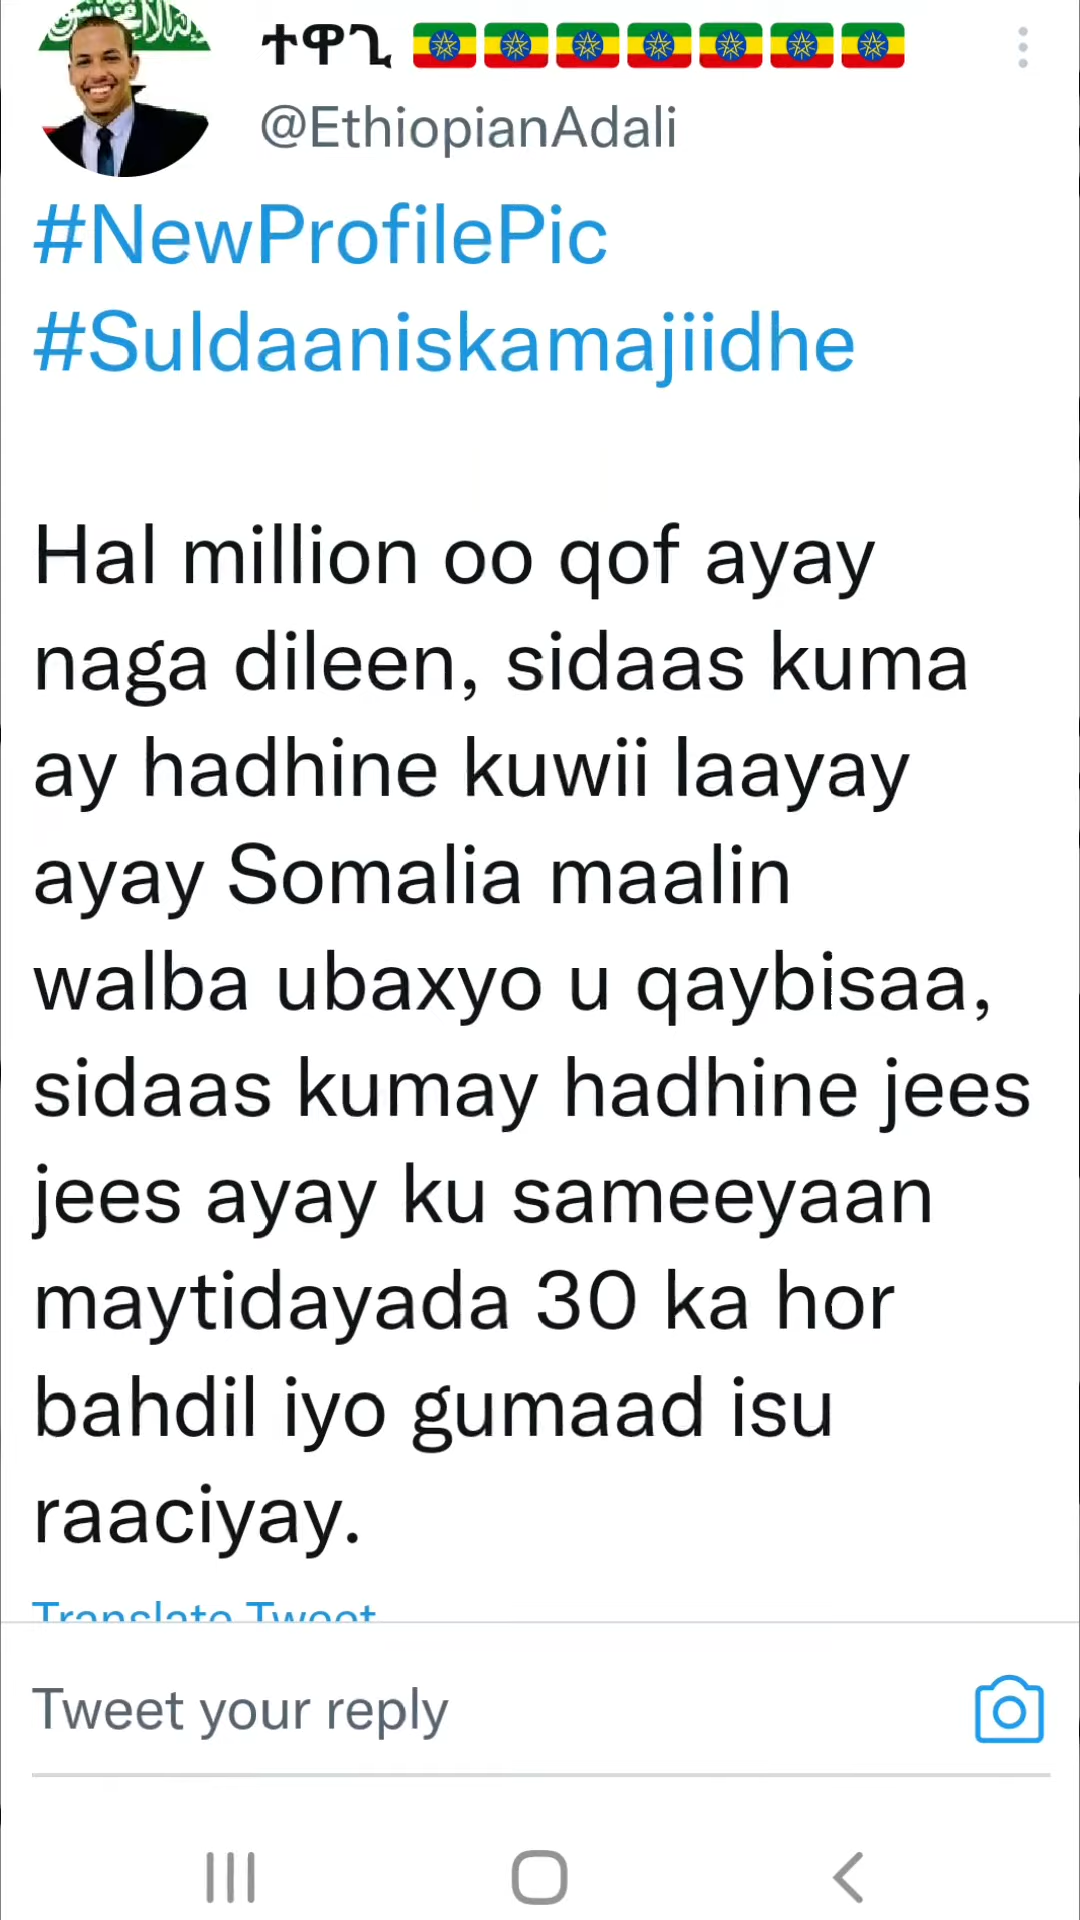 ተዋጊ 🇪🇹🇪🇹🇪🇹🇪🇹🇪🇹🇪🇹🇪🇹
@EthiopianAdali
#NewProfilePic
#Suldaaniskamajiidhe
Hal million oo qof ayay
naga dileen, sidaas kuma
ay hadhine kuwii laayay
ayay Somalia maalin
walba ubaxyo u qaybisaa,
sidaas kumay hadhine jees
jees ayay ku sameeyaan
maytidayada 30 ka hor
bahdil iyo gumaad isu
raaciyay.
Translate Tweet
Tweet your reply